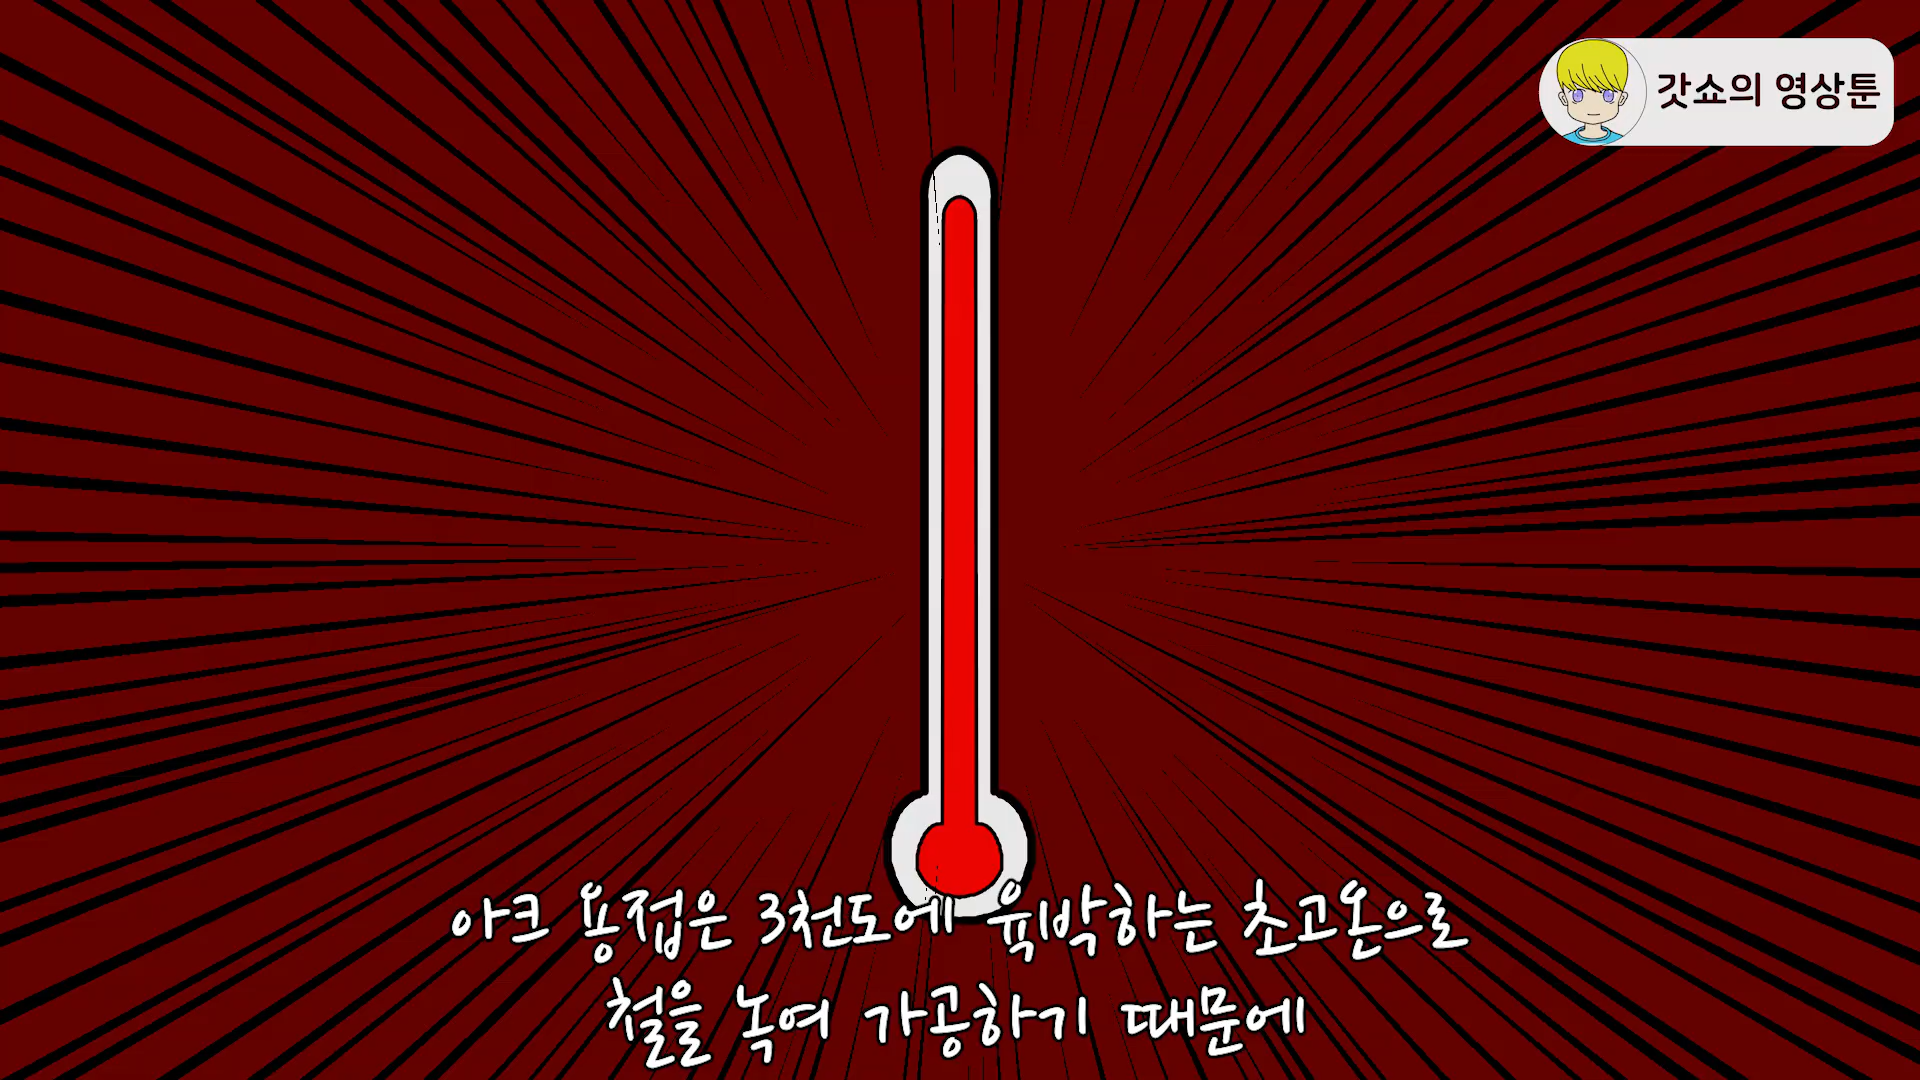 갓쇼의 영상툰
아크 용접은 3천도에 육박하는 초고온으로
철을 녹여 가공하기 때문에